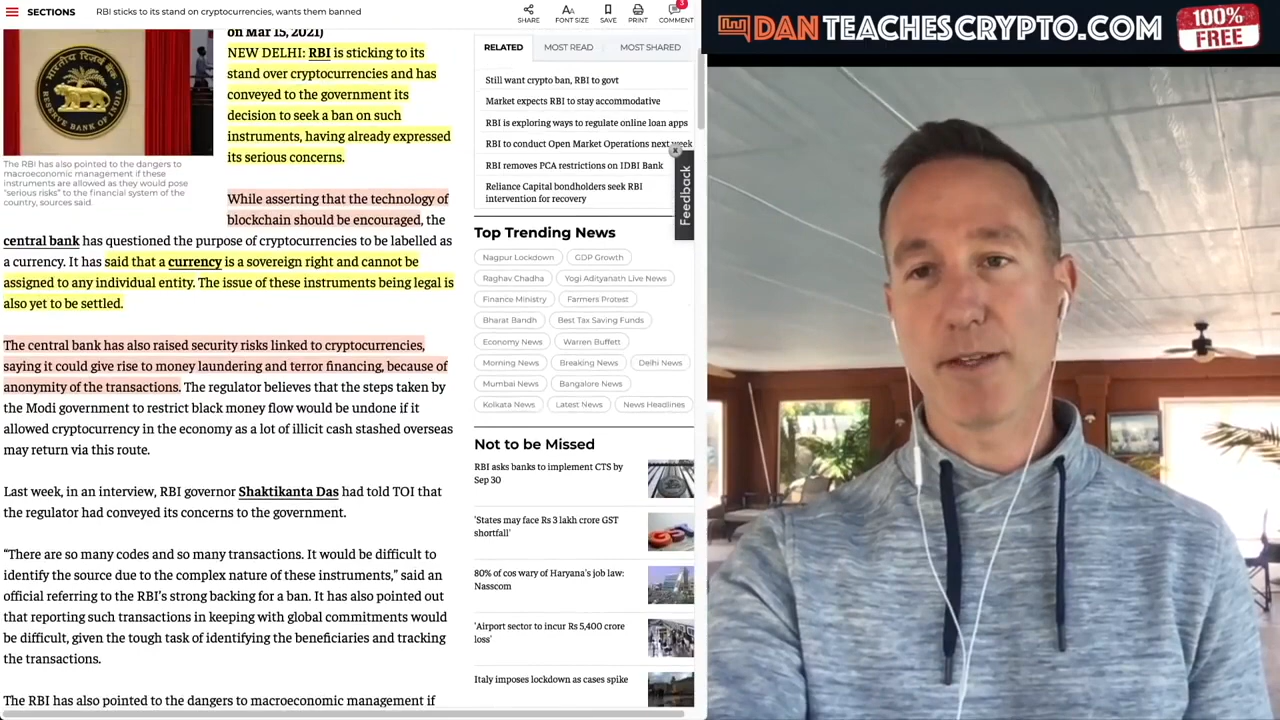 SECTIONS
RBI sticks to its stand on cryptocurrencies, wants them banned
SHARE
FONT SIZE
SAVE
PRINT
COMMENT
3
on Mar 15, 2021)
NEW DELHI: RBI is sticking to its
stand over cryptocurrencies and has
conveyed to the government its
decision to seek a ban on such
instruments, having already expressed
its serious concerns.
The RBI has also pointed to the dangers to
macroeconomic management if these
instruments are allowed as they would pose
"serious risks" to the financial system of the
country, sources said.
While asserting that the technology of
blockchain should be encouraged, the
central bank has questioned the purpose of cryptocurrencies to be labelled as
a currency. It has said that a currency is a sovereign right and cannot be
assigned to any individual entity. The issue of these instruments being legal is
also yet to be settled.
The central bank has also raised security risks linked to cryptocurrencies,
saying it could give rise to money laundering and terror financing, because of
anonymity of the transactions. The regulator believes that the steps taken by
the Modi government to restrict black money flow would be undone if it
allowed cryptocurrency in the economy as a lot of illicit cash stashed overseas
may return via this route.
Last week, in an interview, RBI governor Shaktikanta Das had told TOI that
the regulator had conveyed its concerns to the government.
“There are so many codes and so many transactions. It would be difficult to
identify the source due to the complex nature of these instruments,” said an
official referring to the RBI’s strong backing for a ban. It has also pointed out
that reporting such transactions in keeping with global commitments would
be difficult, given the tough task of identifying the beneficiaries and tracking
the transactions.
The RBI has also pointed to the dangers to macroeconomic management if
RELATED
MOST READ
MOST SHARED
Still want crypto ban, RBI to govt
Market expects RBI to stay accommodative
RBI is exploring ways to regulate online loan apps
RBI to conduct Open Market Operations next week
RBI removes PCA restrictions on IDBI Bank
Reliance Capital bondholders seek RBI
intervention for recovery
x
Feedback
Top Trending News
Nagpur Lockdown
GDP Growth
Raghav Chadha
Yogi Adityanath Live News
Finance Ministry
Farmers Protest
Bharat Bandh
Best Tax Saving Funds
Economy News
Warren Buffett
Morning News
Breaking News
Delhi News
Mumbai News
Bangalore News
Kolkata News
Latest News
News Headlines
Not to be Missed
RBI asks banks to implement CTS by
Sep 30
'States may face Rs 3 lakh crore GST
shortfall'
80% of cos wary of Haryana's job law:
Nasscom
'Airport sector to incur Rs 5,400 crore
loss'
Italy imposes lockdown as cases spike
DANTEACHESCRYPTO.COM
100%
FREE
भारतीय रिज़र्व बैंक
RESERVE BANK OF INDIA